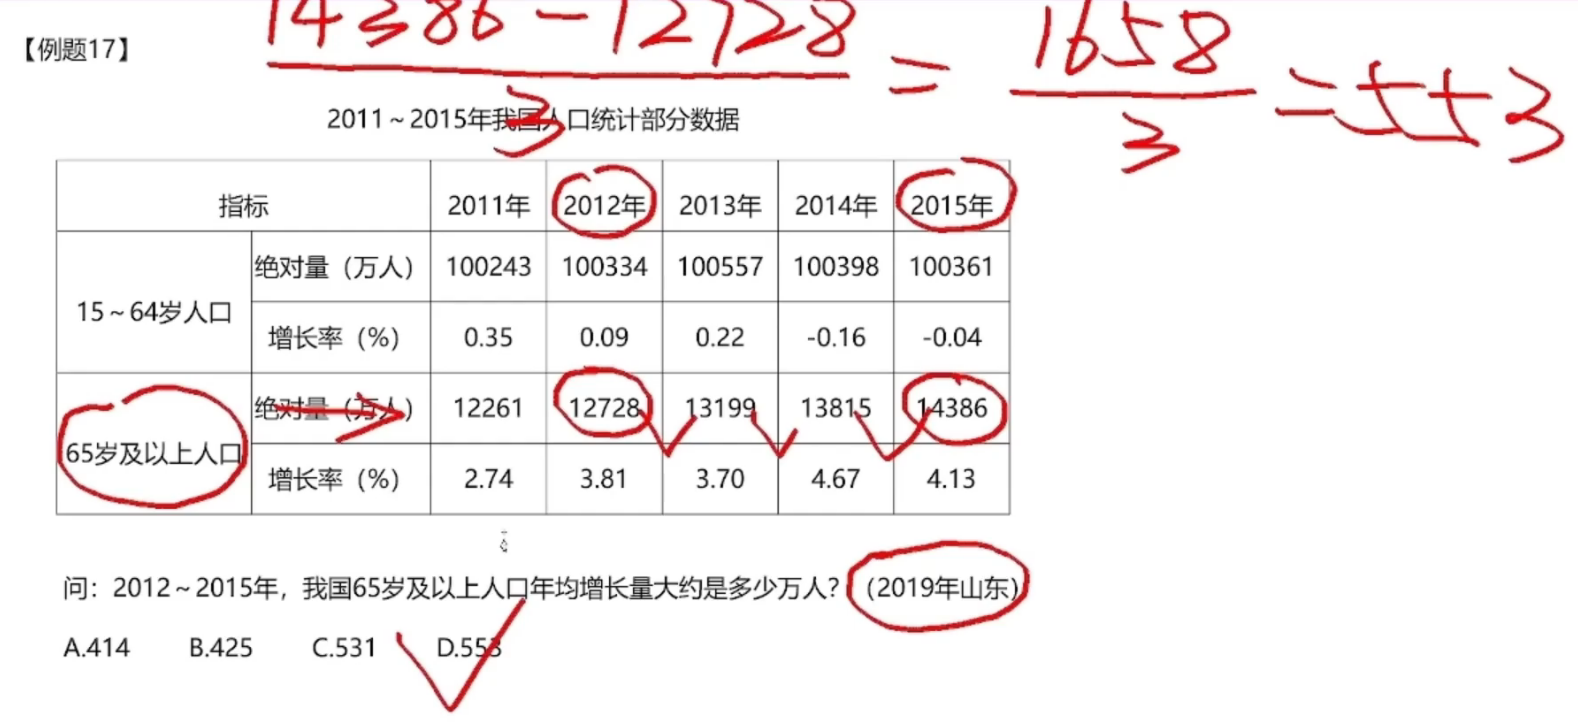 14386-12728 / 3 = 1658 / 3 = 553
【例题17】
2011～2015年我国人口统计部分数据
指标 2011年 2012年 2013年 2014年 2015年
15～64岁人口 绝对量（万人） 100243 100334 100557 100398 100361
增长率（%） 0.35 0.09 0.22 -0.16 -0.04
65岁及以上人口 绝对量（万人） 12261 12728 13199 13815 14386
增长率（%） 2.74 3.81 3.70 4.67 4.13
问：2012～2015年，我国65岁及以上人口年均增长量大约是多少万人？（2019年山东）
A.414 B.425 C.531 D.553